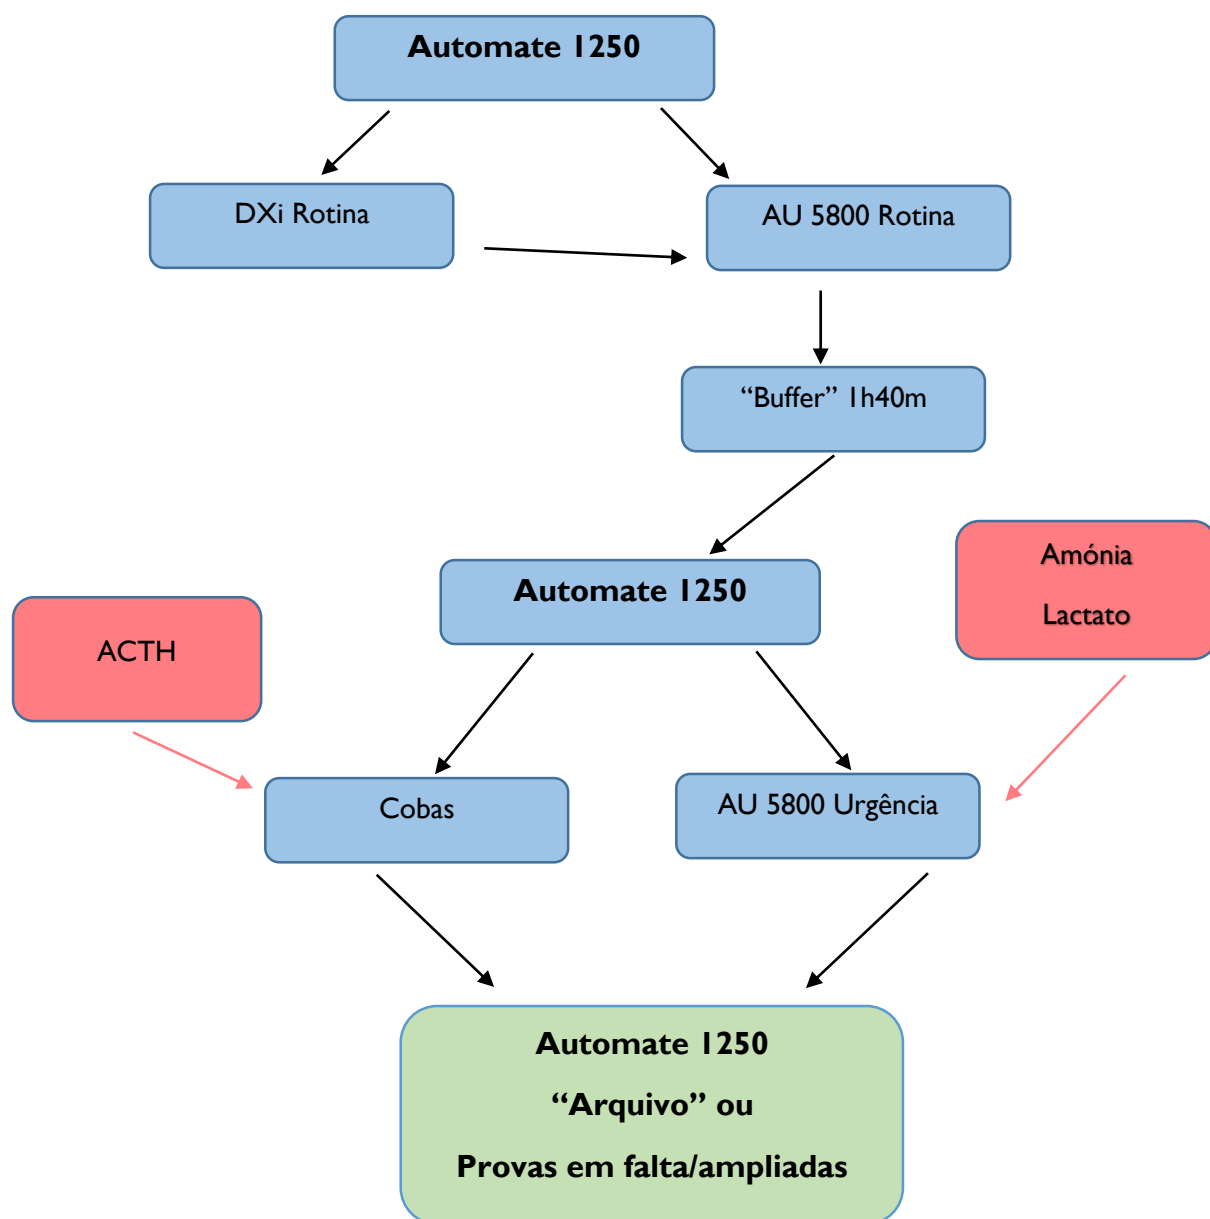 Automate 1250
DXi Rotina
AU 5800 Rotina
“Buffer” 1h40m
Automate 1250
Amónia
Lactato
ACTH
Cobas
AU 5800 Urgência
Automate 1250
“Arquivo” ou
Provas em falta/ampliadas